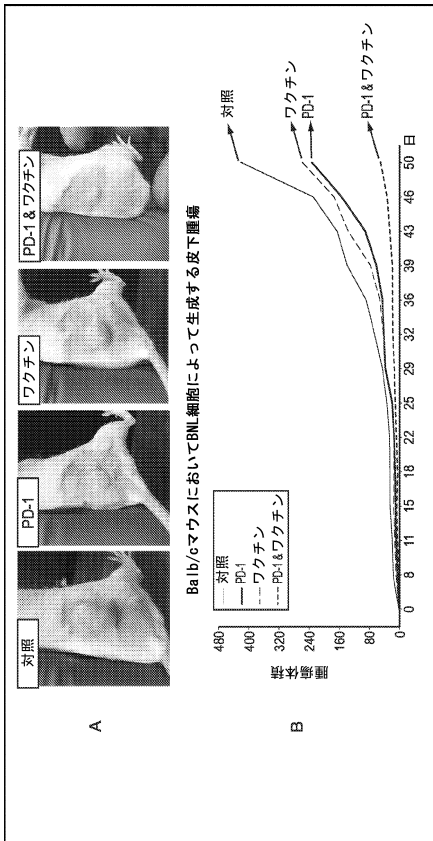 A
対照
PD-1
ワクチン
PD-1 & ワクチン
Balb/cマウスにおいてBNL細胞によって生成する皮下腫瘍
B
腫瘍体積
480
400
320
240
160
80
0
対照
PD-1
ワクチン
PD-1 & ワクチン
対照
ワクチン
PD-1
PD-1 & ワクチン
0 8 11 15 18 22 25 29 32 36 39 43 46 50 日